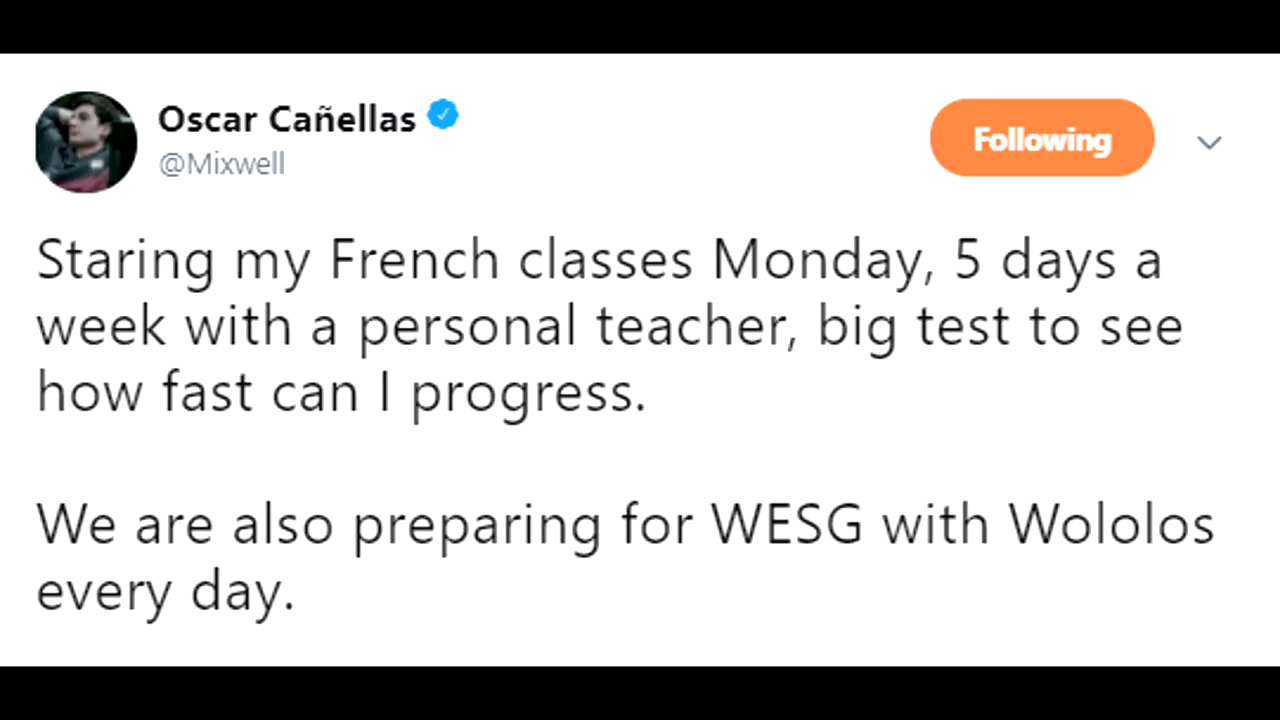 Oscar Cañellas
@Mixwell
Following
Staring my French classes Monday, 5 days a
week with a personal teacher, big test to see
how fast can I progress.
We are also preparing for WESG with Wololos
every day.